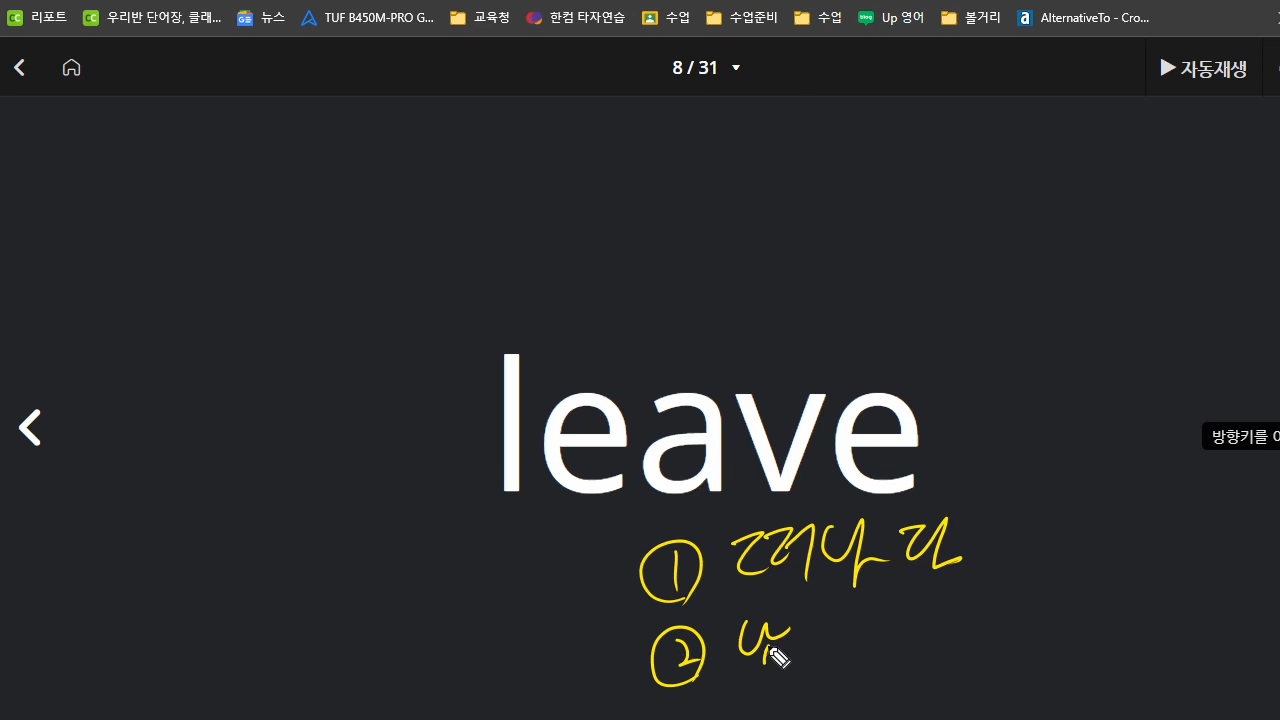 리포트 우리반 단어장, 클래... 뉴스 TUF B450M-PRO G... 교육청 한컴 타자연습 수업 수업준비 수업 Up 영어 볼거리 AlternativeTo - Cro...
8 / 31 자동재생
leave
방향키를
① 떠나다
②